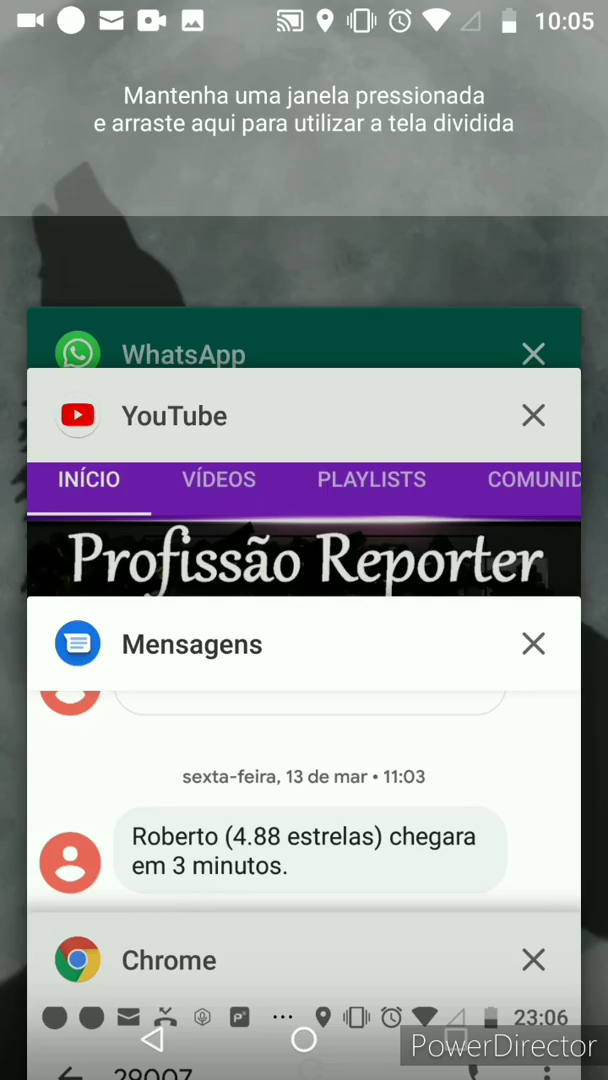 10:05
Mantenha uma janela pressionada
e arraste aqui para utilizar a tela dividida
WhatsApp
YouTube
INÍCIO VÍDEOS PLAYLISTS COMUNID
Profissão Reporter
Mensagens
sexta-feira, 13 de mar • 11:03
Roberto (4.88 estrelas) chegara
em 3 minutos.
Chrome
23:06
PowerDirector
29007